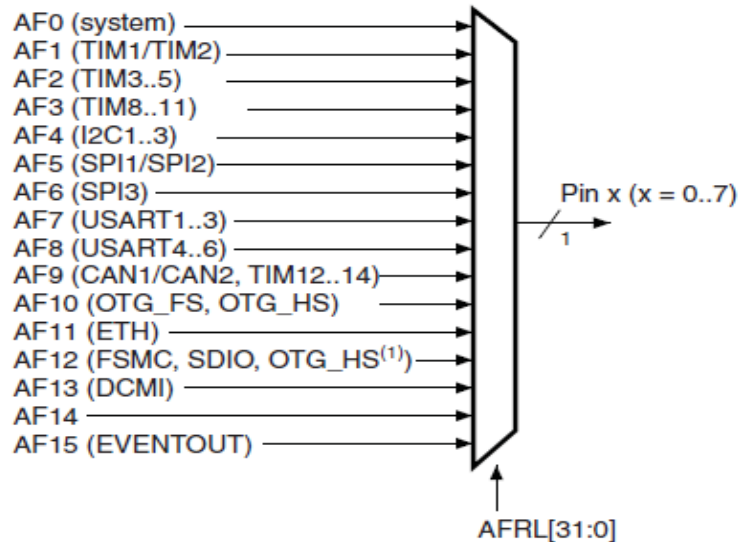 AF0 (system)
AF1 (TIM1/TIM2)
AF2 (TIM3..5)
AF3 (TIM8..11)
AF4 (I2C1..3)
AF5 (SPI1/SPI2)
AF6 (SPI3)
Pin x (x = 0..7)
AF7 (USART1..3)
1
AF8 (USART4..6)
AF9 (CAN1/CAN2, TIM12..14)
AF10 (OTG_FS, OTG_HS)
AF11 (ETH)
AF12 (FSMC, SDIO, OTG_HS(1))
AF13 (DCMI)
AF14
AF15 (EVENTOUT)
AFRL[31:0]